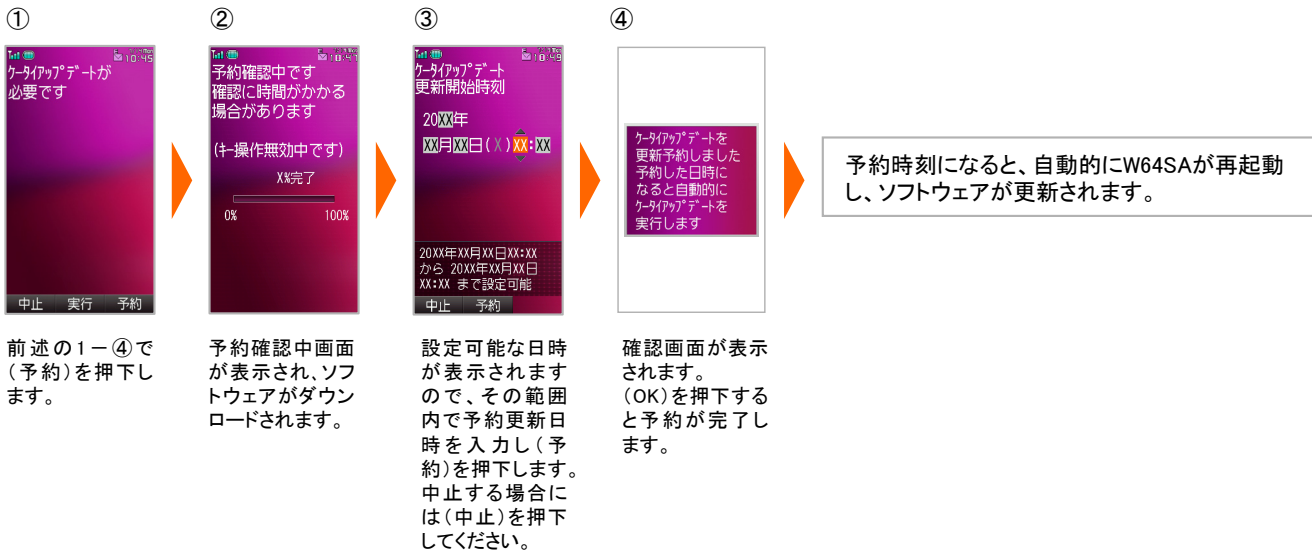 ① ② ③ ④
10:45
ｹｰﾀｲｱｯﾌﾟﾃﾞｰﾄが
必要です
中止 実行 予約
前述の1－④で
(予約)を押下し
ます。
10:47
予約確認中です
確認に時間がかかる
場合があります
(ｷｰ操作無効中です)
X%完了
0% 100%
予約確認中画面
が表示され、ソフ
トウェアがダウン
ロードされます。
10:49
ｹｰﾀｲｱｯﾌﾟﾃﾞｰﾄ
更新開始時刻
20XX年
XX月XX日(X)XX:XX
20XX年XX月XX日XX:XX
から 20XX年XX月XX日
XX:XX まで設定可能
中止 予約
設定可能な日時
が表示されます
ので、その範囲
内で予約更新日
時を入力し(予
約)を押下します。
中止する場合に
は(中止)を押下
してください。
ｹｰﾀｲｱｯﾌﾟﾃﾞｰﾄを
更新予約しました
予約した日時に
なると自動的に
ｹｰﾀｲｱｯﾌﾟﾃﾞｰﾄを
実行します
確認画面が表示
されます。
(OK)を押下する
と予約が完了し
ます。
予約時刻になると、自動的にW64SAが再起動
し、ソフトウェアが更新されます。